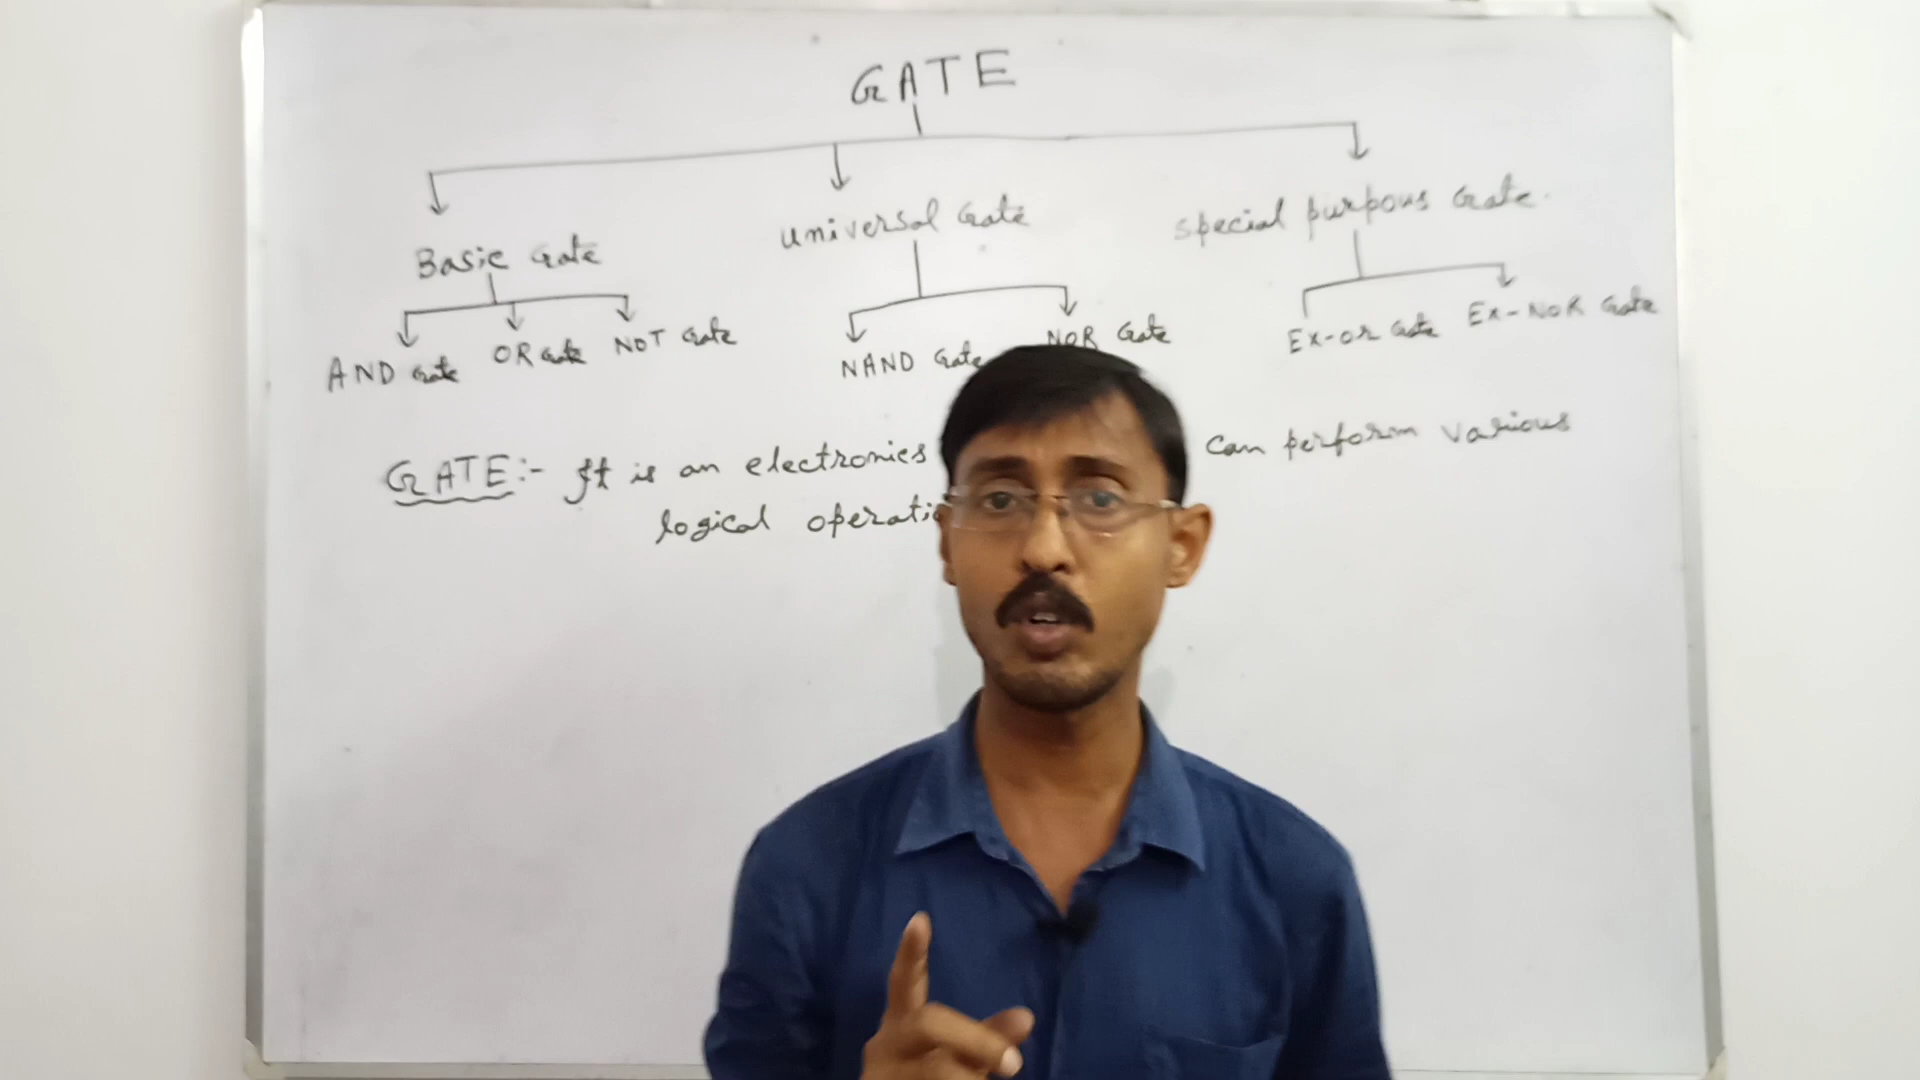 GATE
Basic Gate universal Gate special purpous Gate.
AND Gate OR Gate NOT Gate NAND Gate NOR Gate Ex-or Gate Ex-NOR Gate
GATE:- It is an electronics can perform various
logical